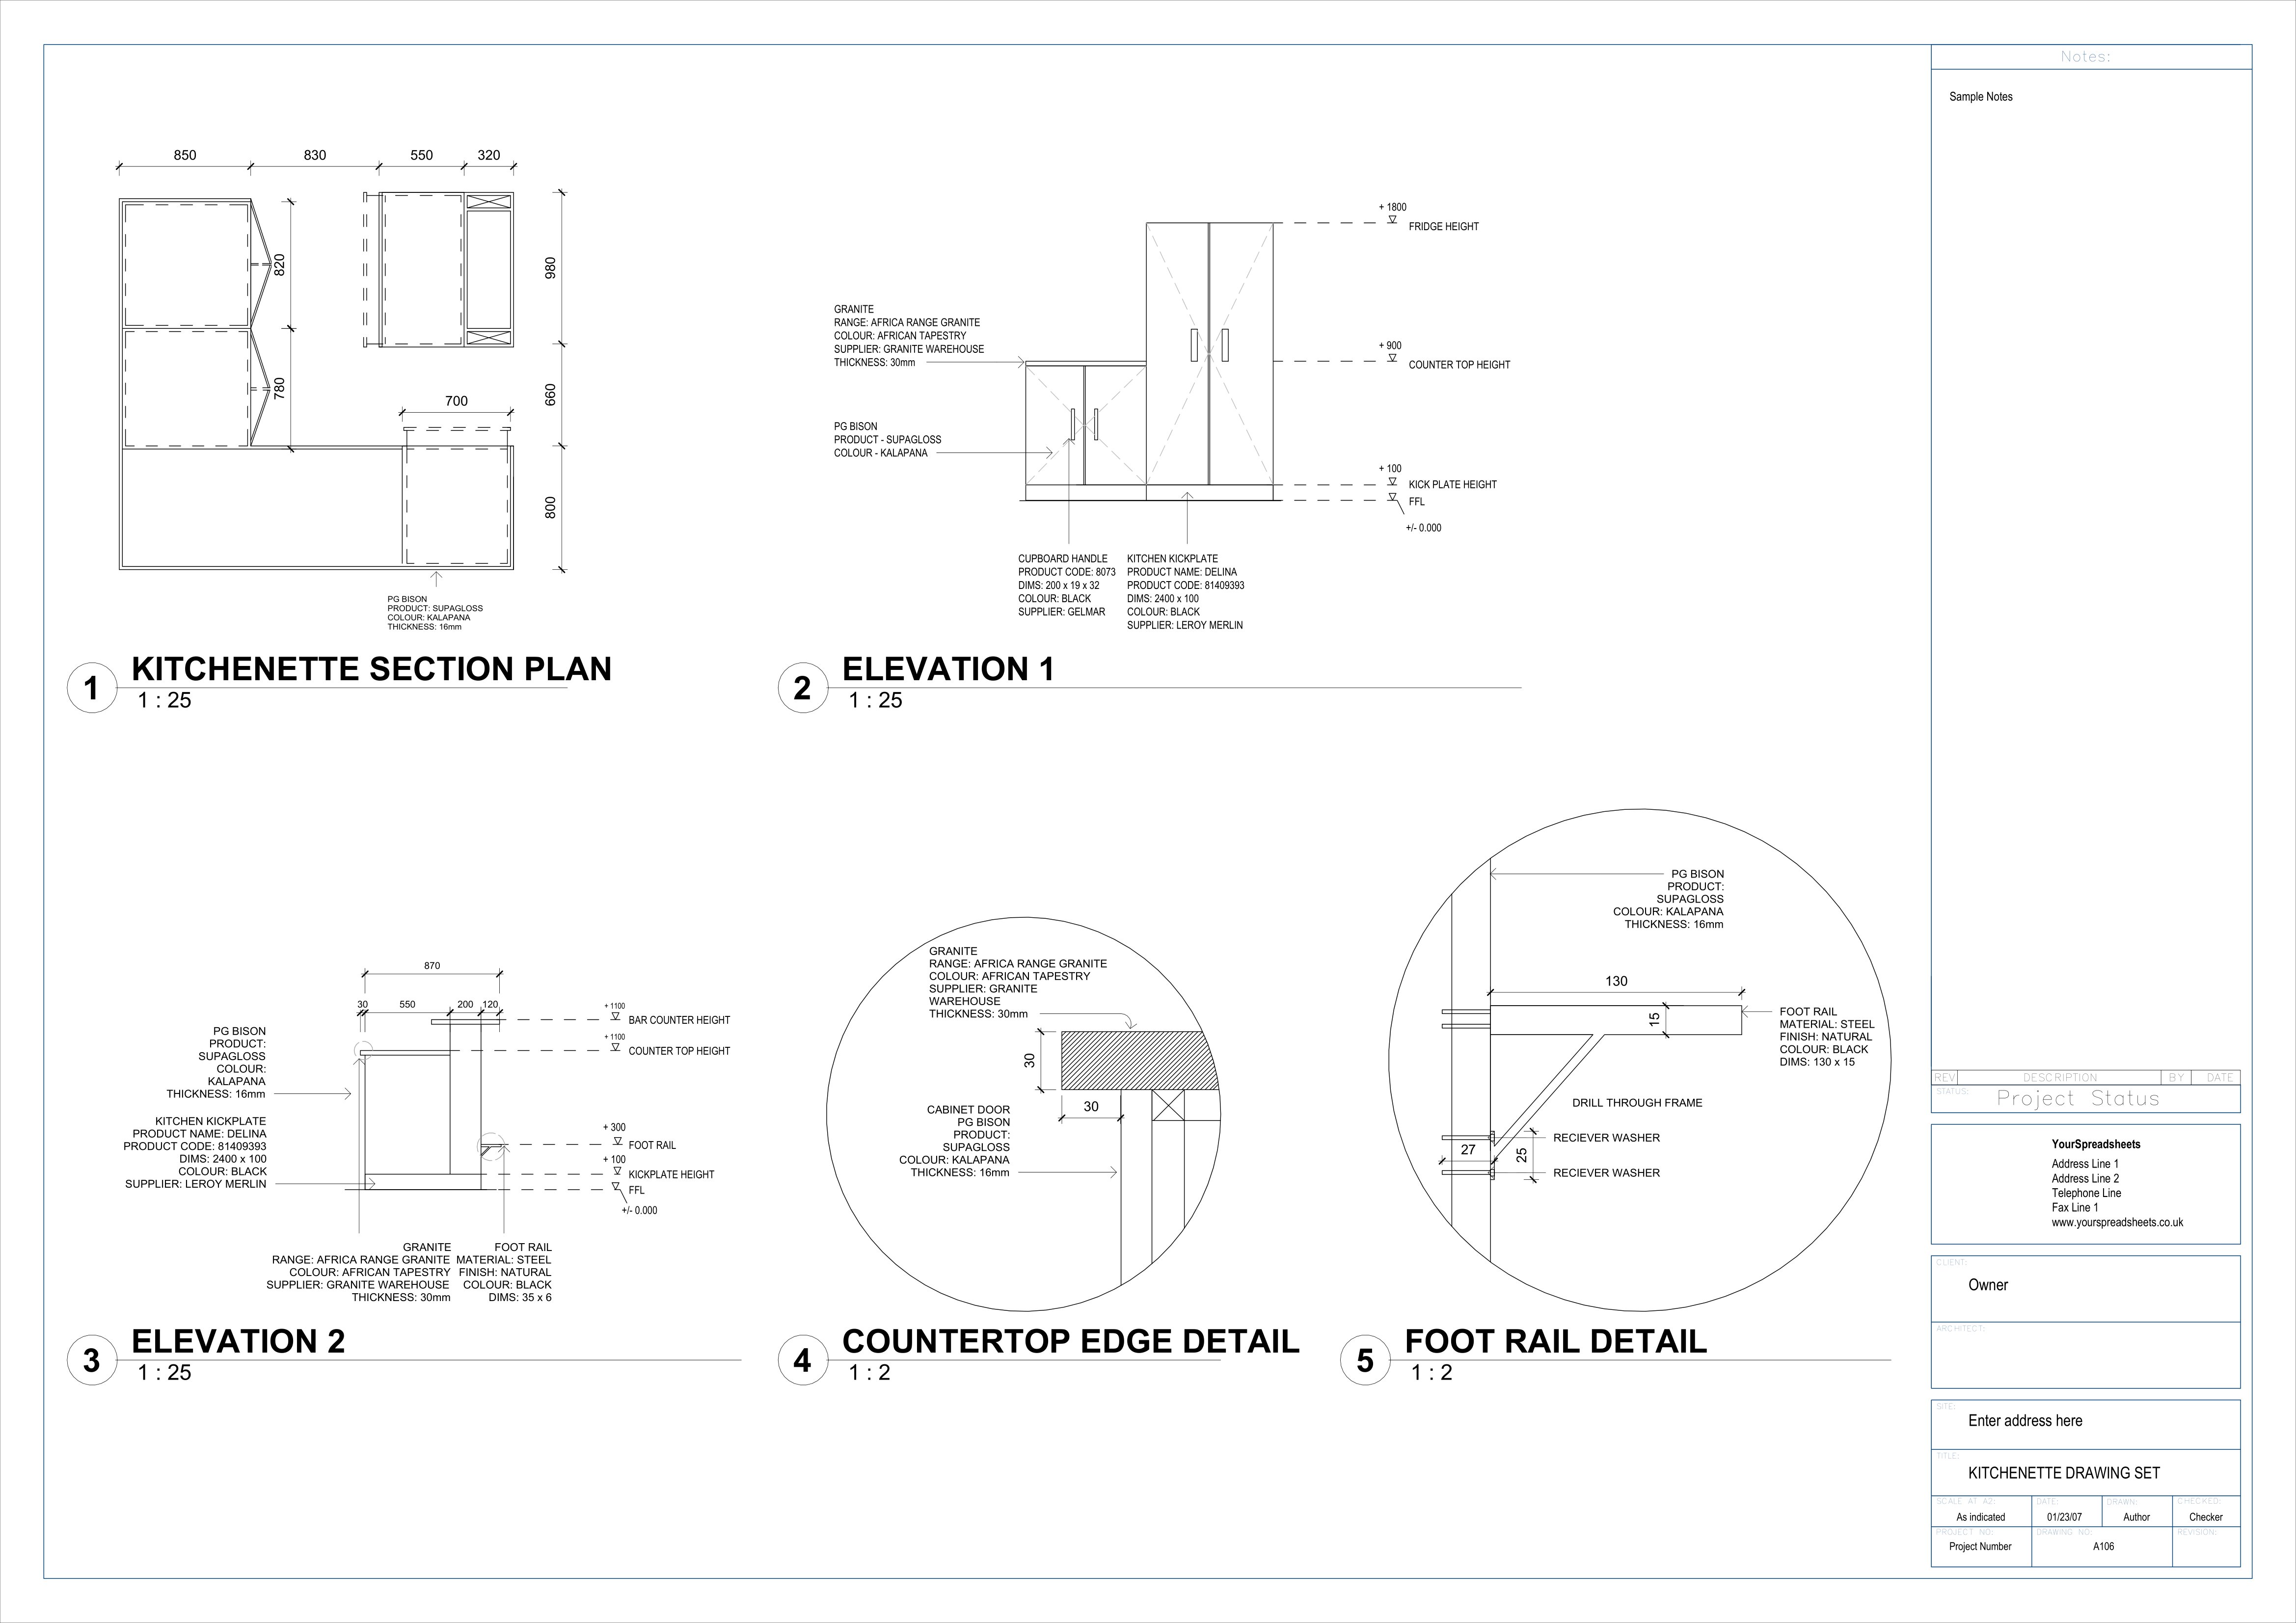 850
830
550
320
820
780
980
660
800
700
PG BISON
PRODUCT: SUPAGLOSS
COLOUR: KALAPANA
THICKNESS: 16mm
1
KITCHENETTE SECTION PLAN
1 : 25
GRANITE
RANGE: AFRICA RANGE GRANITE
COLOUR: AFRICAN TAPESTRY
SUPPLIER: GRANITE WAREHOUSE
THICKNESS: 30mm
PG BISON
PRODUCT - SUPAGLOSS
COLOUR - KALAPANA
+ 1800
FRIDGE HEIGHT
+ 900
COUNTER TOP HEIGHT
+ 100
KICK PLATE HEIGHT
FFL
+/- 0.000
CUPBOARD HANDLE
PRODUCT CODE: 8073
DIMS: 200 x 19 x 32
COLOUR: BLACK
SUPPLIER: GELMAR
KITCHEN KICKPLATE
PRODUCT NAME: DELINA
PRODUCT CODE: 81409393
DIMS: 2400 x 100
COLOUR: BLACK
SUPPLIER: LEROY MERLIN
2
ELEVATION 1
1 : 25
870
30
550
200
120
PG BISON
PRODUCT:
SUPAGLOSS
COLOUR:
KALAPANA
THICKNESS: 16mm
KITCHEN KICKPLATE
PRODUCT NAME: DELINA
PRODUCT CODE: 81409393
DIMS: 2400 x 100
COLOUR: BLACK
SUPPLIER: LEROY MERLIN
+ 1100
BAR COUNTER HEIGHT
+ 1100
COUNTER TOP HEIGHT
+ 300
FOOT RAIL
+ 100
KICKPLATE HEIGHT
FFL
+/- 0.000
GRANITE
RANGE: AFRICA RANGE GRANITE
COLOUR: AFRICAN TAPESTRY
SUPPLIER: GRANITE WAREHOUSE
THICKNESS: 30mm
FOOT RAIL
MATERIAL: STEEL
FINISH: NATURAL
COLOUR: BLACK
DIMS: 35 x 6
3
ELEVATION 2
1 : 25
GRANITE
RANGE: AFRICA RANGE GRANITE
COLOUR: AFRICAN TAPESTRY
SUPPLIER: GRANITE
WAREHOUSE
THICKNESS: 30mm
30
30
CABINET DOOR
PG BISON
PRODUCT:
SUPAGLOSS
COLOUR: KALAPANA
THICKNESS: 16mm
4
COUNTERTOP EDGE DETAIL
1 : 2
PG BISON
PRODUCT:
SUPAGLOSS
COLOUR: KALAPANA
THICKNESS: 16mm
130
15
FOOT RAIL
MATERIAL: STEEL
FINISH: NATURAL
COLOUR: BLACK
DIMS: 130 x 15
DRILL THROUGH FRAME
RECIEVER WASHER
27
25
RECIEVER WASHER
5
FOOT RAIL DETAIL
1 : 2
Notes:
Sample Notes
REV DESCRIPTION BY DATE
STATUS:
Project Status
YourSpreadsheets
Address Line 1
Address Line 2
Telephone Line
Fax Line 1
www.yourspreadsheets.co.uk
CLIENT:
Owner
ARCHITECT:
SITE:
Enter address here
TITLE:
KITCHENETTE DRAWING SET
SCALE AT A2: DATE: DRAWN: CHECKED:
As indicated 01/23/07 Author Checker
PROJECT NO: DRAWING NO: REVISION:
Project Number A106